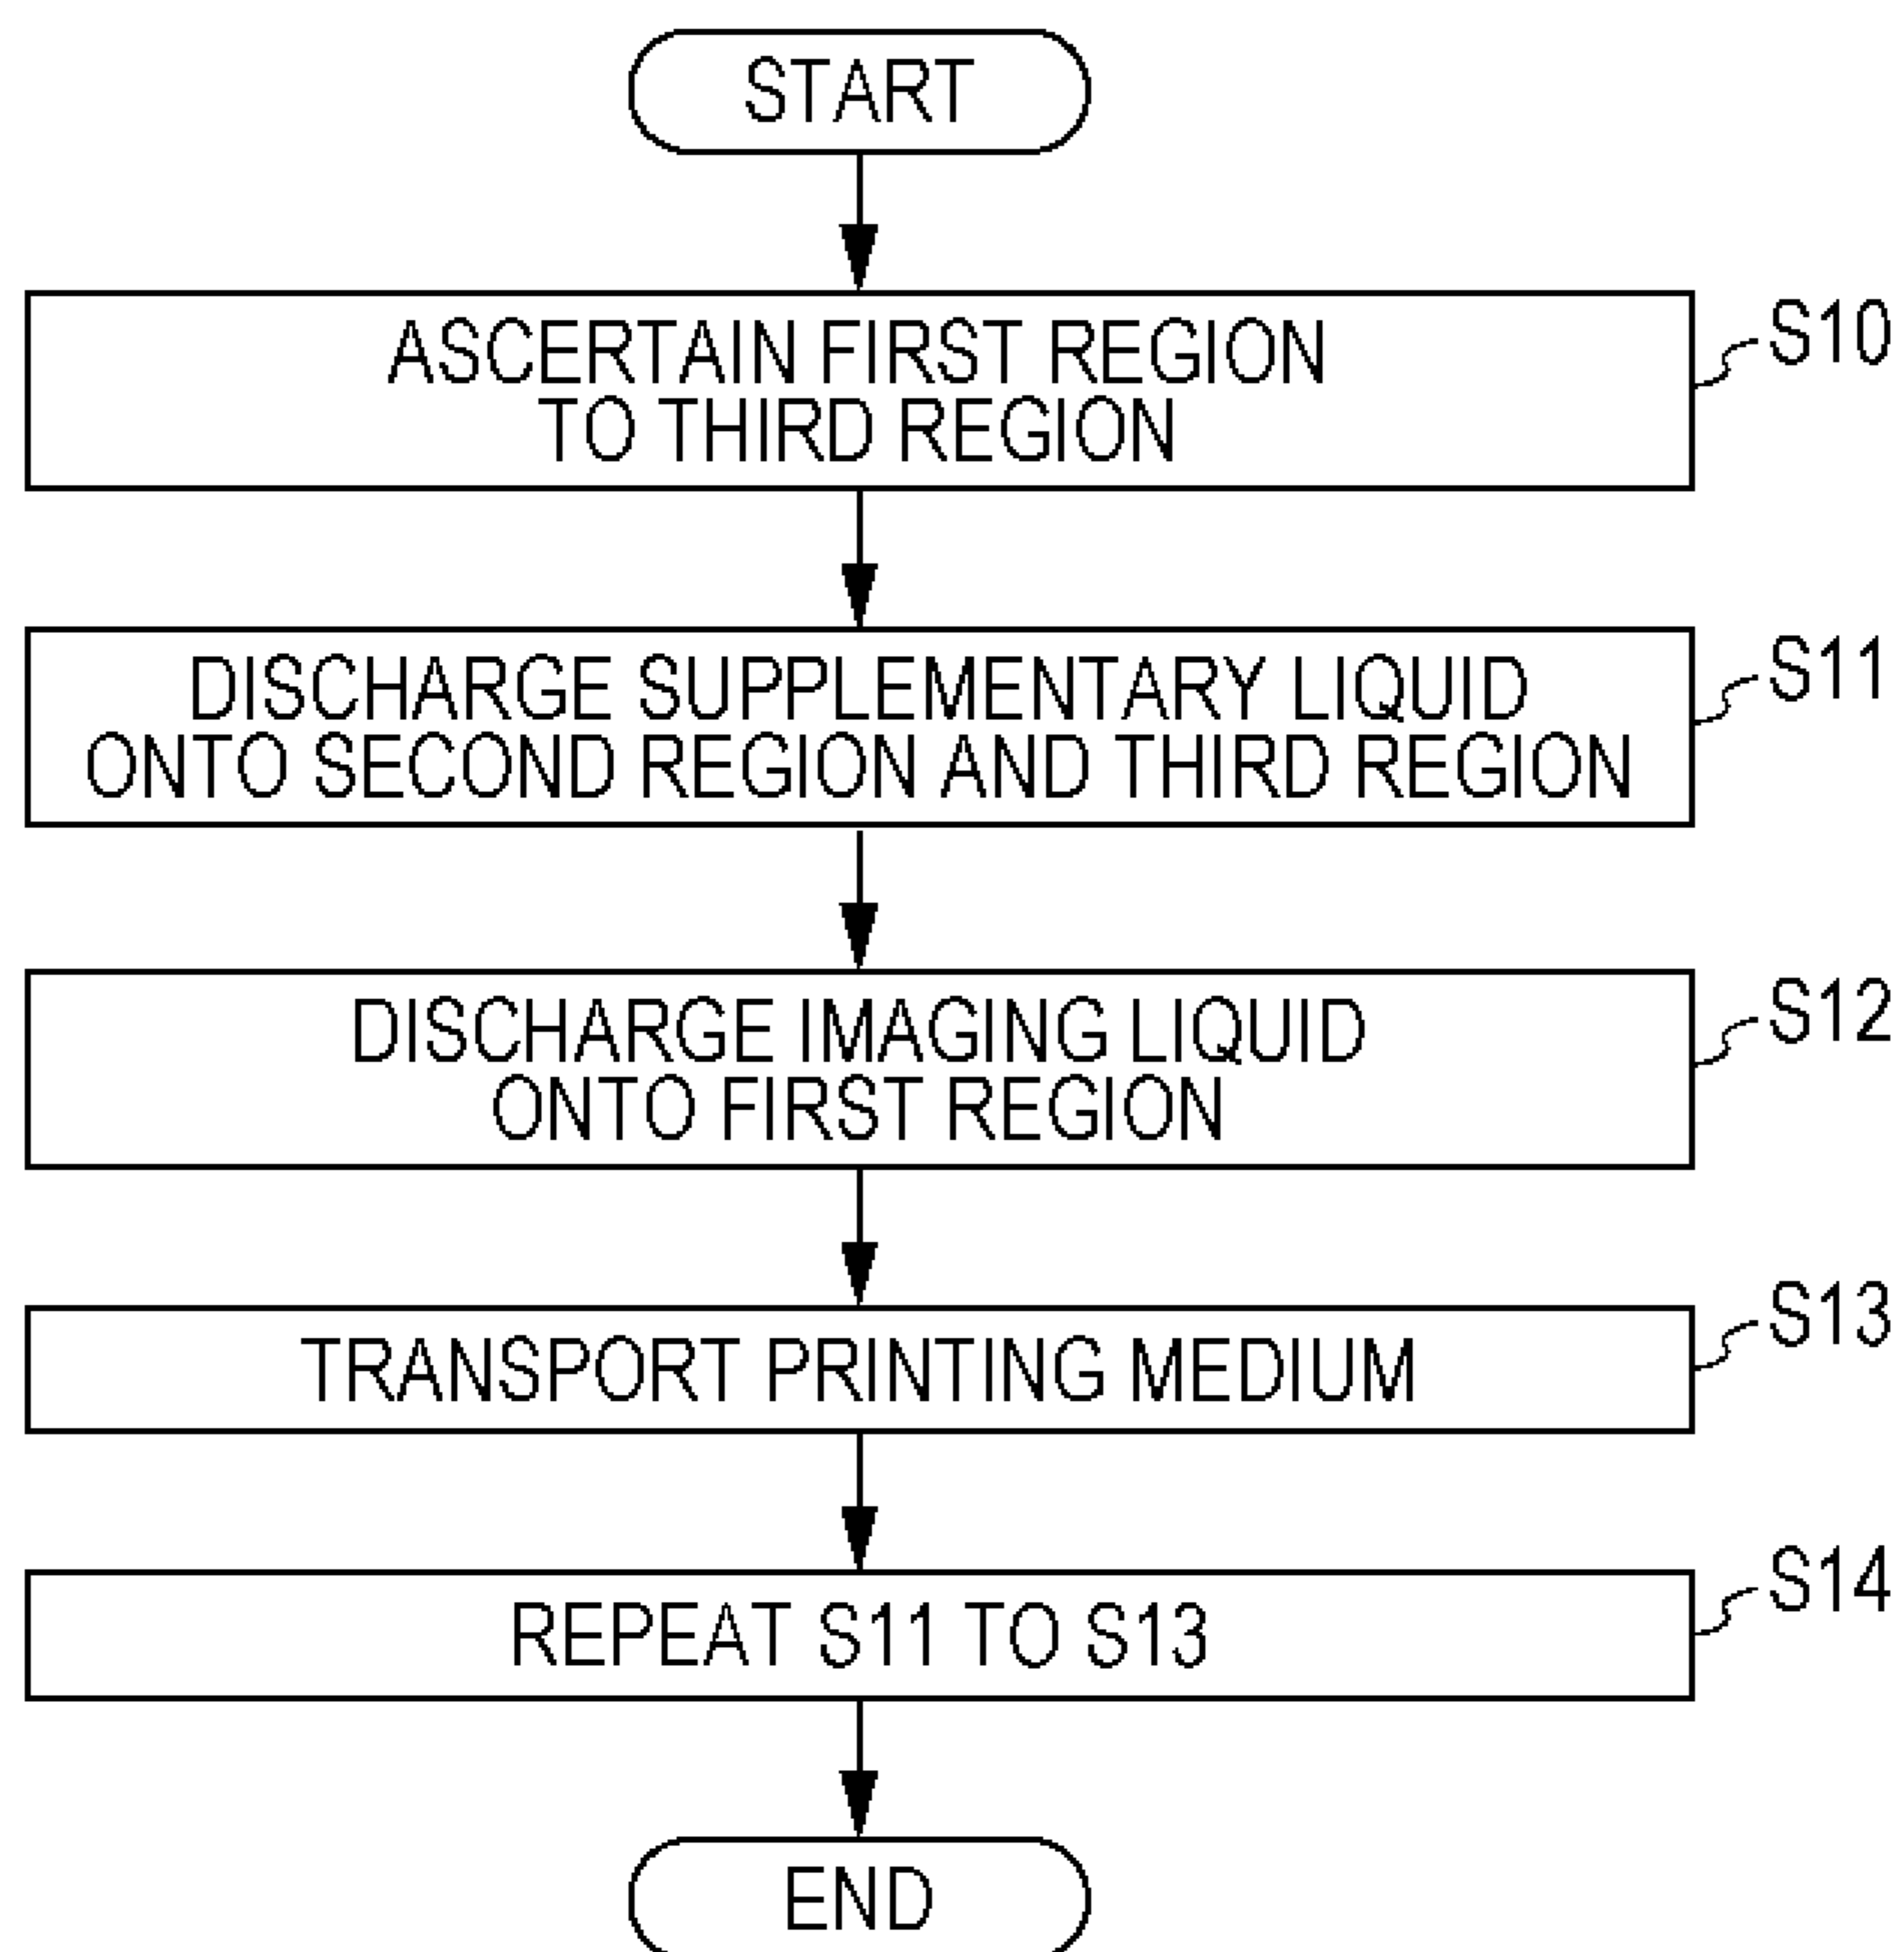 START
ASCERTAIN FIRST REGION
TO THIRD REGION
S10
DISCHARGE SUPPLEMENTARY LIQUID
ONTO SECOND REGION AND THIRD REGION
S11
DISCHARGE IMAGING LIQUID
ONTO FIRST REGION
S12
TRANSPORT PRINTING MEDIUM
S13
REPEAT S11 TO S13
S14
END